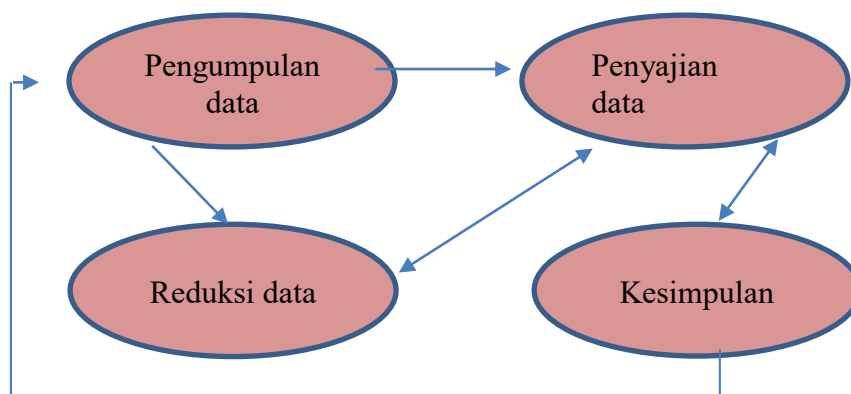 Pengumpulan
data
Penyajian
data
Reduksi data
Kesimpulan